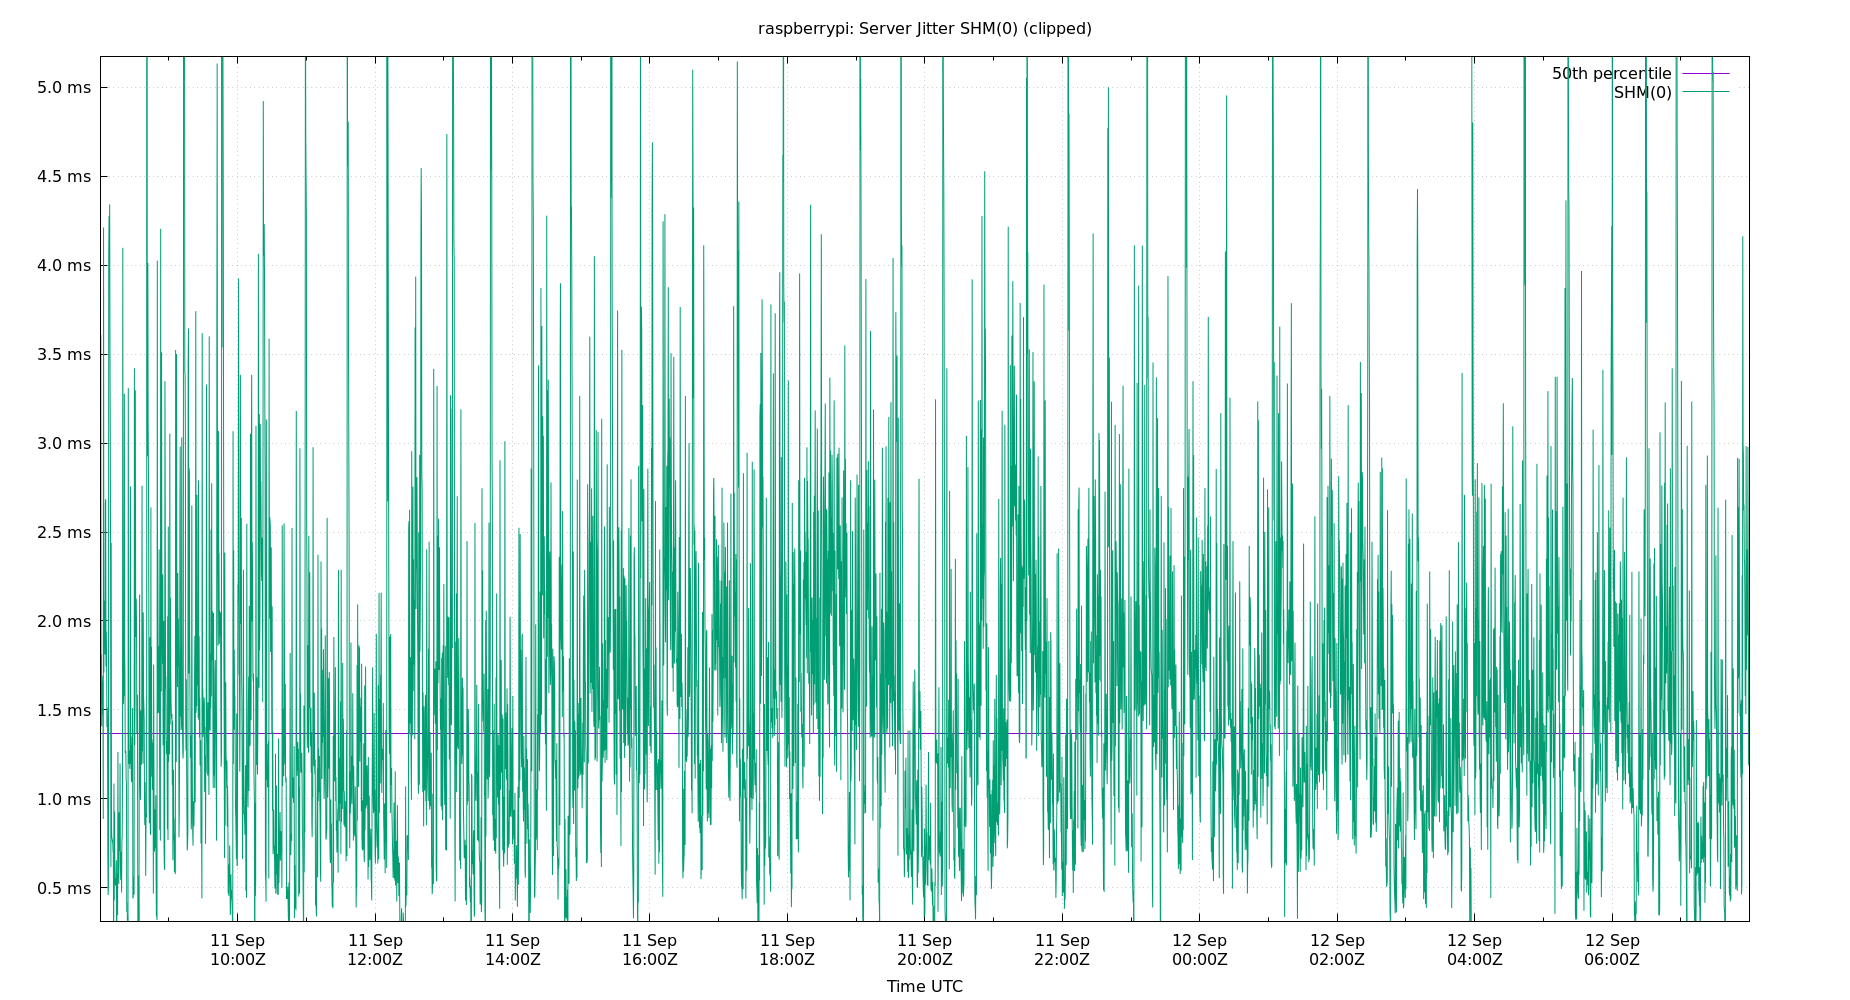 raspberrypi: Server Jitter SHM(0) (clipped)
50th percentile
SHM(0)
5.0 ms
4.5 ms
4.0 ms
3.5 ms
3.0 ms
2.5 ms
2.0 ms
1.5 ms
1.0 ms
0.5 ms
11 Sep 11 Sep 11 Sep 11 Sep 11 Sep 11 Sep 11 Sep 12 Sep 12 Sep 12 Sep 12 Sep
10:00Z 12:00Z 14:00Z 16:00Z 18:00Z 20:00Z 22:00Z 00:00Z 02:00Z 04:00Z 06:00Z
Time UTC